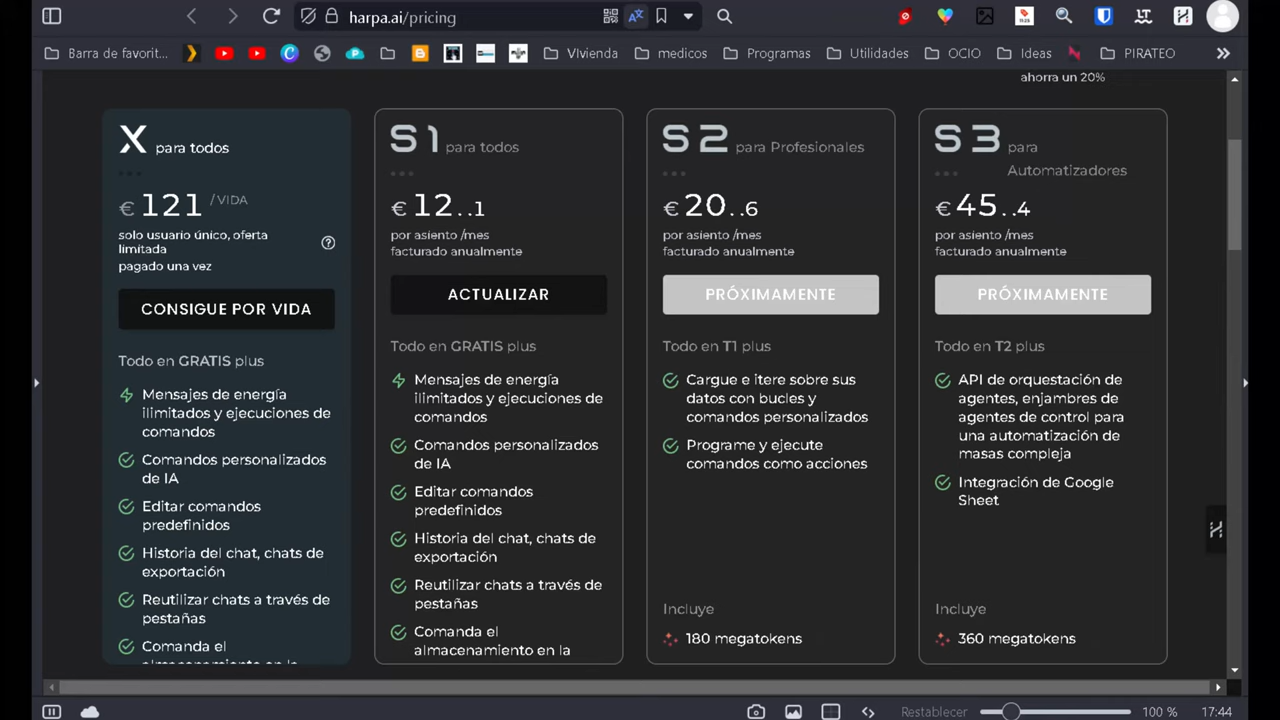 harpa.ai/pricing
Barra de favorit...
Vivienda
medicos
Programas
Utilidades
OCIO
Ideas
PIRATEO
ahorra un 20%
X para todos
€ 121 / VIDA
solo usuario único, oferta
limitada
pagado una vez
CONSIGUE POR VIDA
Todo en GRATIS plus
Mensajes de energía
ilimitados y ejecuciones de
comandos
Comandos personalizados
de IA
Editar comandos
predefinidos
Historia del chat, chats de
exportación
Reutilizar chats a través de
pestañas
Comanda el
almacenamiento en la
S1 para todos
€ 12..1
por asiento /mes
facturado anualmente
ACTUALIZAR
Todo en GRATIS plus
Mensajes de energía
ilimitados y ejecuciones de
comandos
Comandos personalizados
de IA
Editar comandos
predefinidos
Historia del chat, chats de
exportación
Reutilizar chats a través de
pestañas
Comanda el
almacenamiento en la
S2 para Profesionales
€ 20..6
por asiento /mes
facturado anualmente
PRÓXIMAMENTE
Todo en T1 plus
Cargue e itere sobre sus
datos con bucles y
comandos personalizados
Programe y ejecute
comandos como acciones
Incluye
180 megatokens
S3 para
Automatizadores
€ 45..4
por asiento /mes
facturado anualmente
PRÓXIMAMENTE
Todo en T2 plus
API de orquestación de
agentes, enjambres de
agentes de control para
una automatización de
masas compleja
Integración de Google
Sheet
Incluye
360 megatokens
Restablecer
100 %
17:44